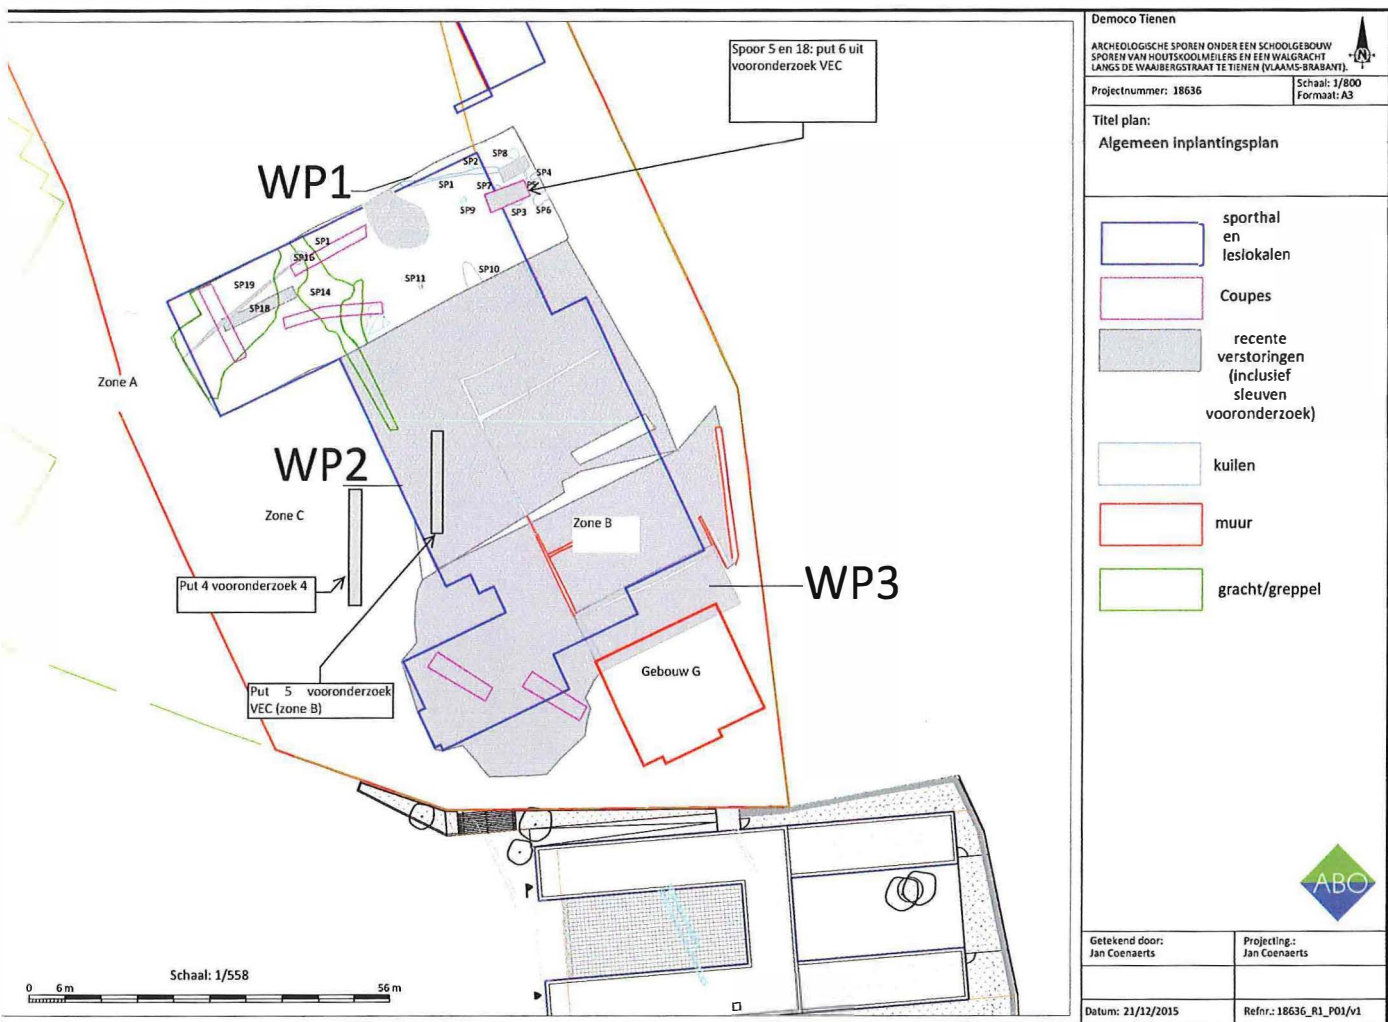 Democo Tienen
ARCHEOLOGISCHE SPOREN ONDER EEN SCHOOLGEBOUW
SPOREN VAN HOUTSKOOLMEILERS EN EEN WALGRACHT
LANGS DE WAAIBERGSTRAAT TE TIENEN (VLAAMS-BRABANT).
N
Projectnummer: 18636
Schaal: 1/800
Formaat: A3
Titel plan:
Algemeen inplantingsplan
sporthal
en
leslokalen
Coupes
recente
verstoringen
(inclusief
sleuven
vooronderzoek)
kuilen
muur
gracht/greppel
ABO
Getekend door:
Jan Coenaerts
Projecting.:
Jan Coenaerts
Datum: 21/12/2015
Refnr.: 18636_R1_P01/v1
Spoor 5 en 18: put 6 uit
vooronderzoek VEC
WP1
SP8
SP2
SP4
SP1
SP7
SP9
SP3
SP6
SP1
SP16
SP10
SP11
SP19
SP14
SP18
Zone A
WP2
Zone C
Zone B
Put 4 vooronderzoek 4
WP3
Gebouw G
Put 5 vooronderzoek
VEC (zone B)
Schaal: 1/558
0 6 m 56 m